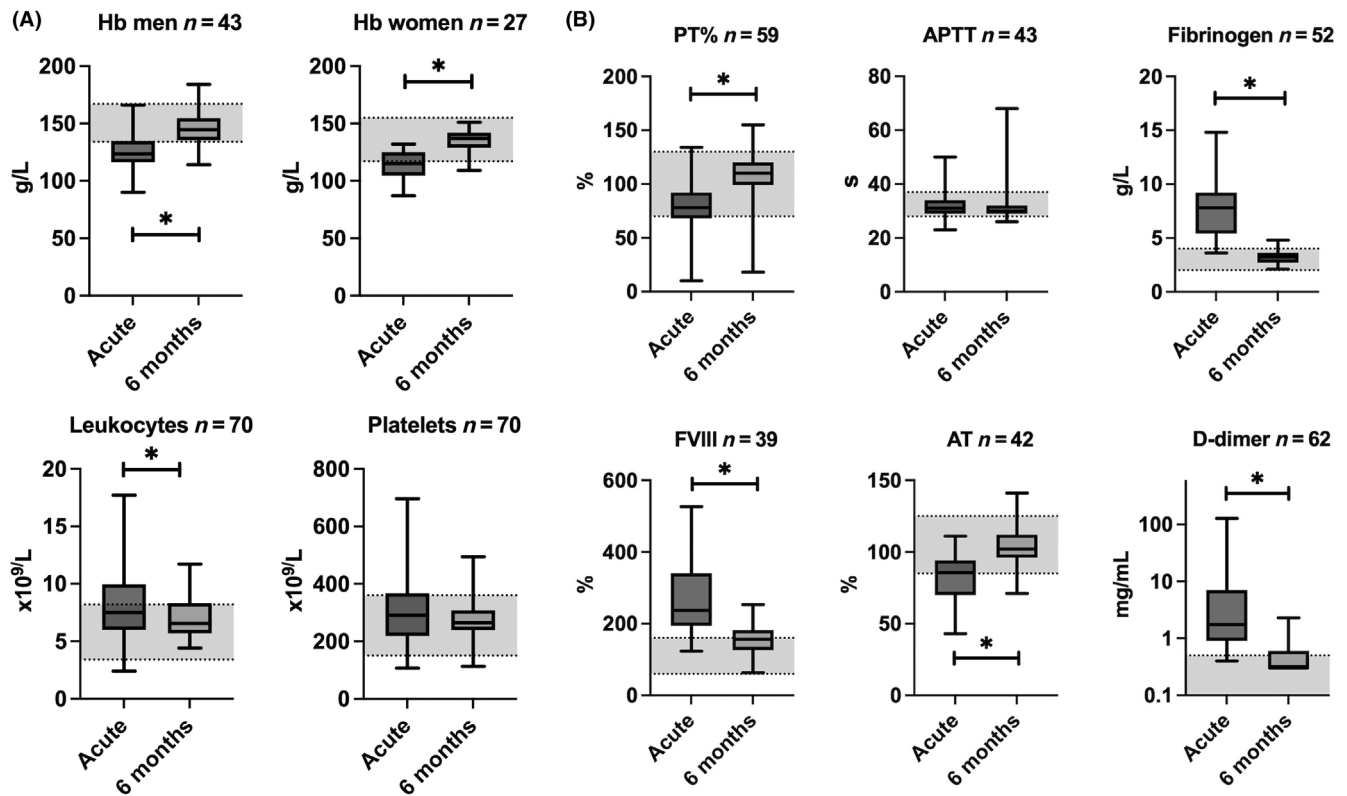 (A)
Hb men n = 43
g/L
200
150
100
50
0
*
Acute
6 months
Hb women n = 27
g/L
200
150
100
50
0
*
Acute
6 months
Leukocytes n = 70
x10⁹/L
20
15
10
5
0
*
Acute
6 months
Platelets n = 70
x10⁹/L
800
600
400
200
0
Acute
6 months
(B)
PT% n = 59
%
200
150
100
50
0
*
Acute
6 months
APTT n = 43
s
80
60
40
20
0
Acute
6 months
Fibrinogen n = 52
g/L
20
15
10
5
0
*
Acute
6 months
FVIII n = 39
%
600
400
200
0
*
Acute
6 months
AT n = 42
%
150
100
50
0
*
Acute
6 months
D-dimer n = 62
mg/mL
100
10
1
0.1
*
Acute
6 months